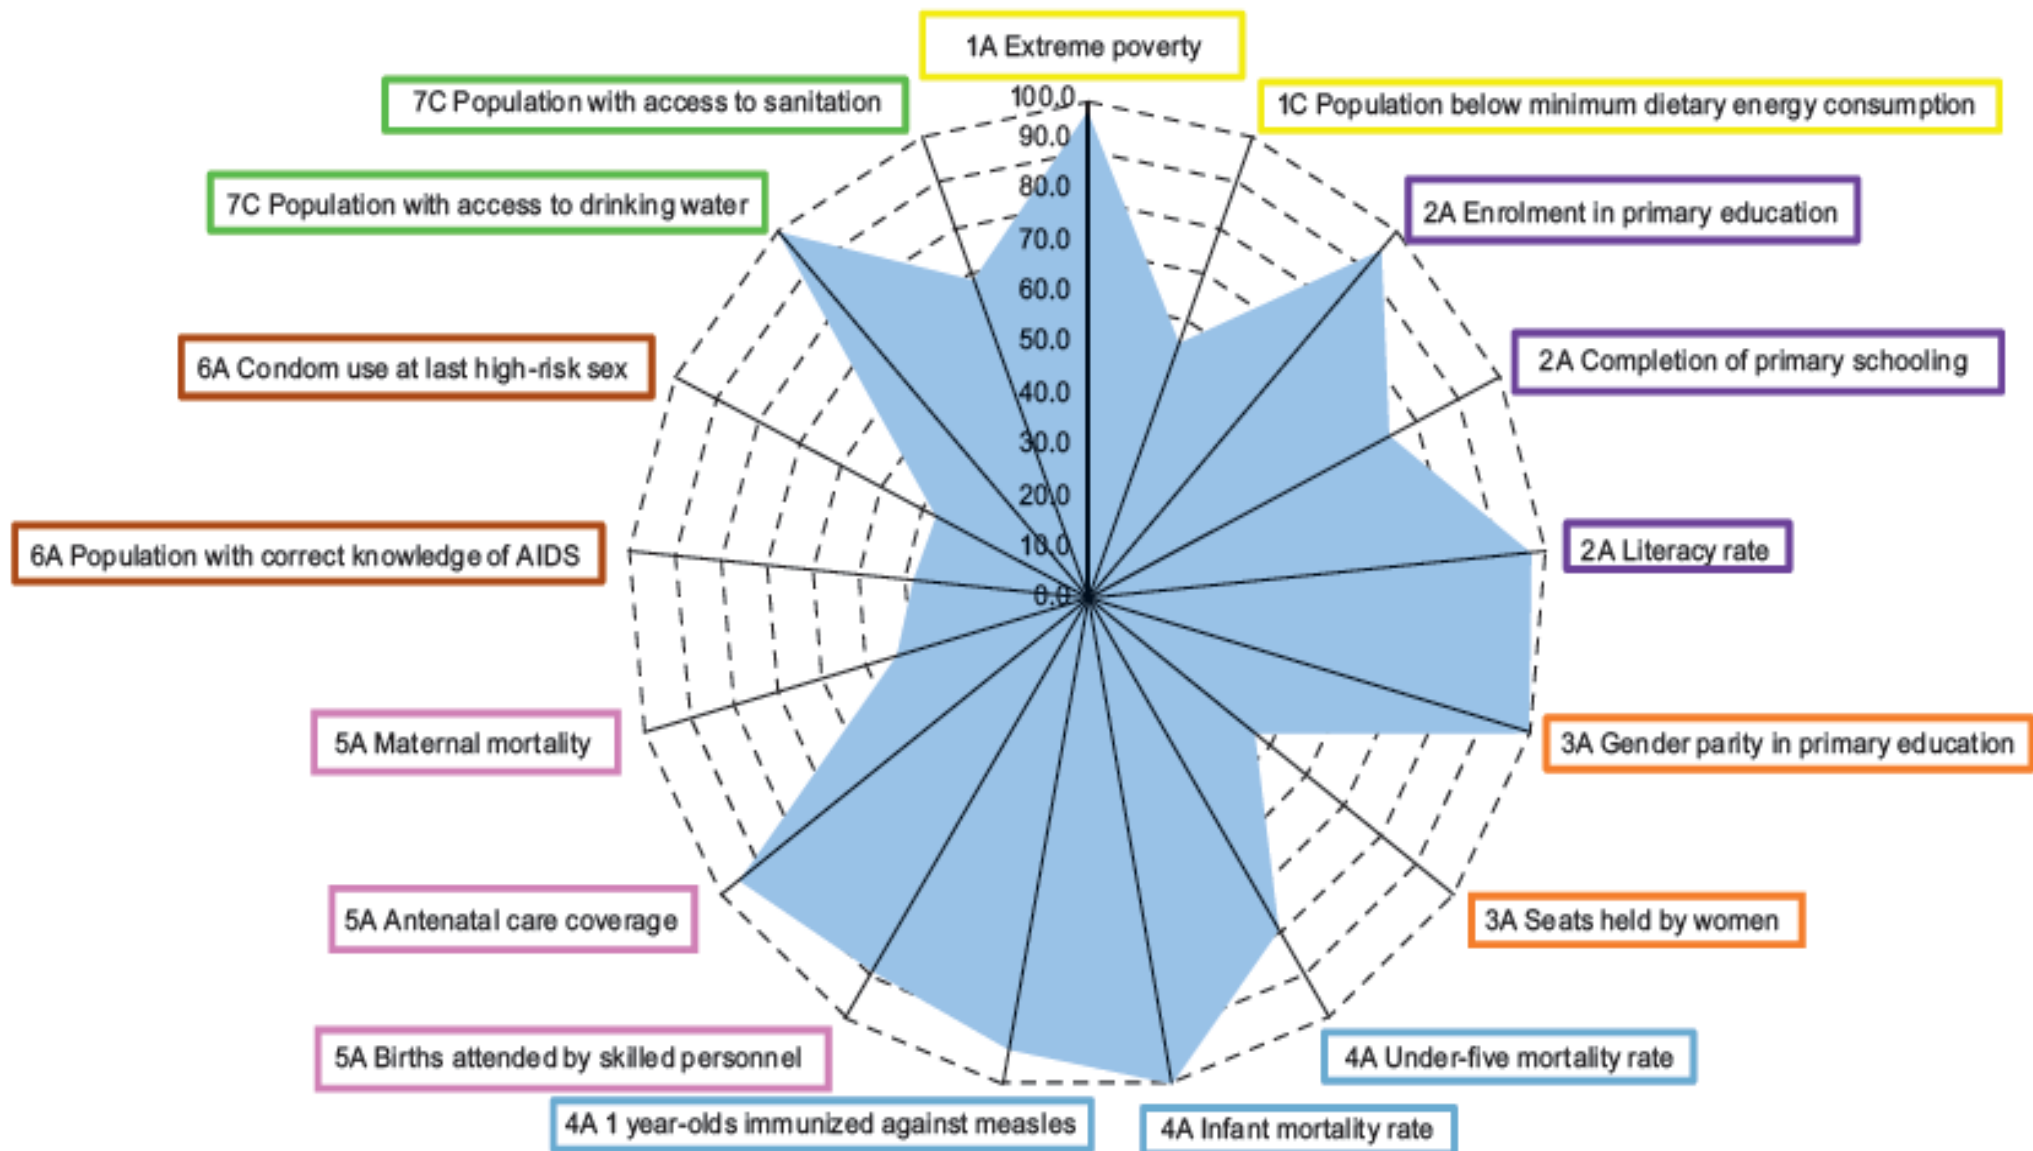 1A Extreme poverty
7C Population with access to sanitation
100.0
1C Population below minimum dietary energy consumption
90.0
80.0
7C Population with access to drinking water
2A Enrolment in primary education
70.0
60.0
50.0
6A Condom use at last high-risk sex
2A Completion of primary schooling
40.0
30.0
20.0
10.0
6A Population with correct knowledge of AIDS
2A Literacy rate
0.0
5A Maternal mortality
3A Gender parity in primary education
5A Antenatal care coverage
3A Seats held by women
5A Births attended by skilled personnel
4A Under-five mortality rate
4A 1 year-olds immunized against measles
4A Infant mortality rate